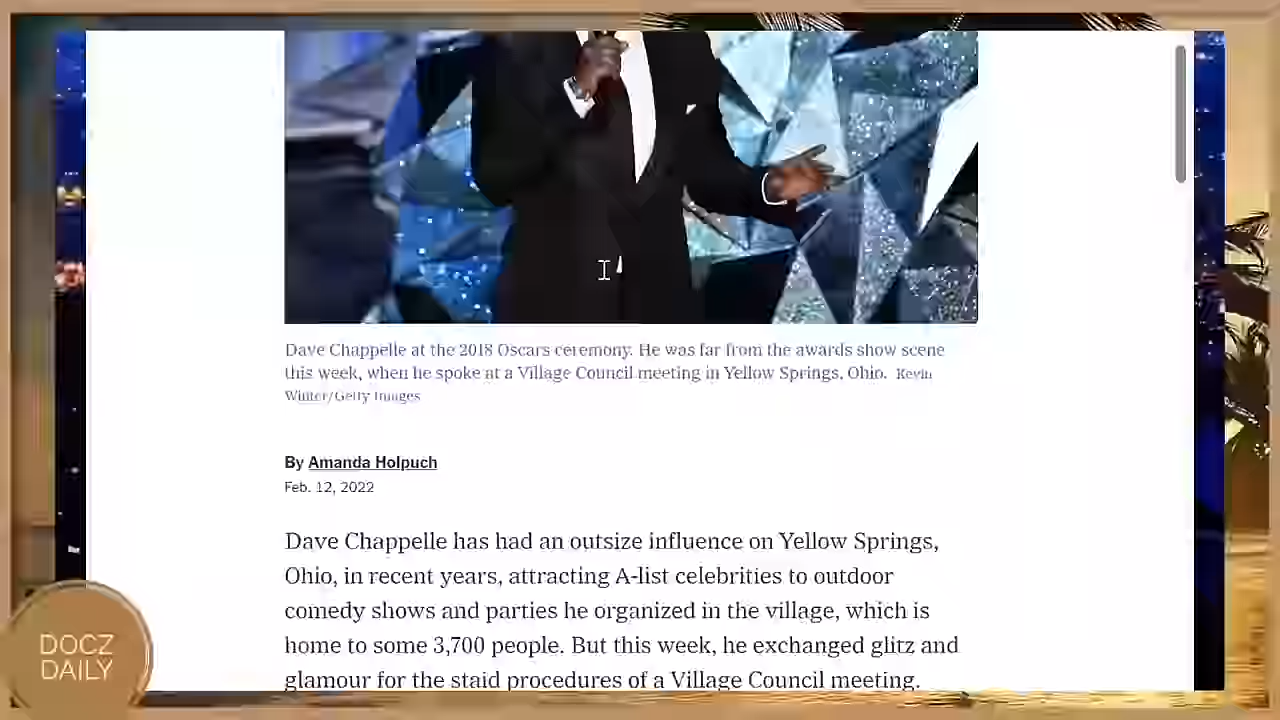 Dave Chappelle at the 2018 Oscars ceremony. He was far from the awards show scene
this week, when he spoke at a Village Council meeting in Yellow Springs, Ohio. Kevin
Winter/Getty Images
By Amanda Holpuch
Feb. 12, 2022
Dave Chappelle has had an outsize influence on Yellow Springs,
Ohio, in recent years, attracting A-list celebrities to outdoor
comedy shows and parties he organized in the village, which is
home to some 3,700 people. But this week, he exchanged glitz and
glamour for the staid procedures of a Village Council meeting.
DOCZ
DAILY